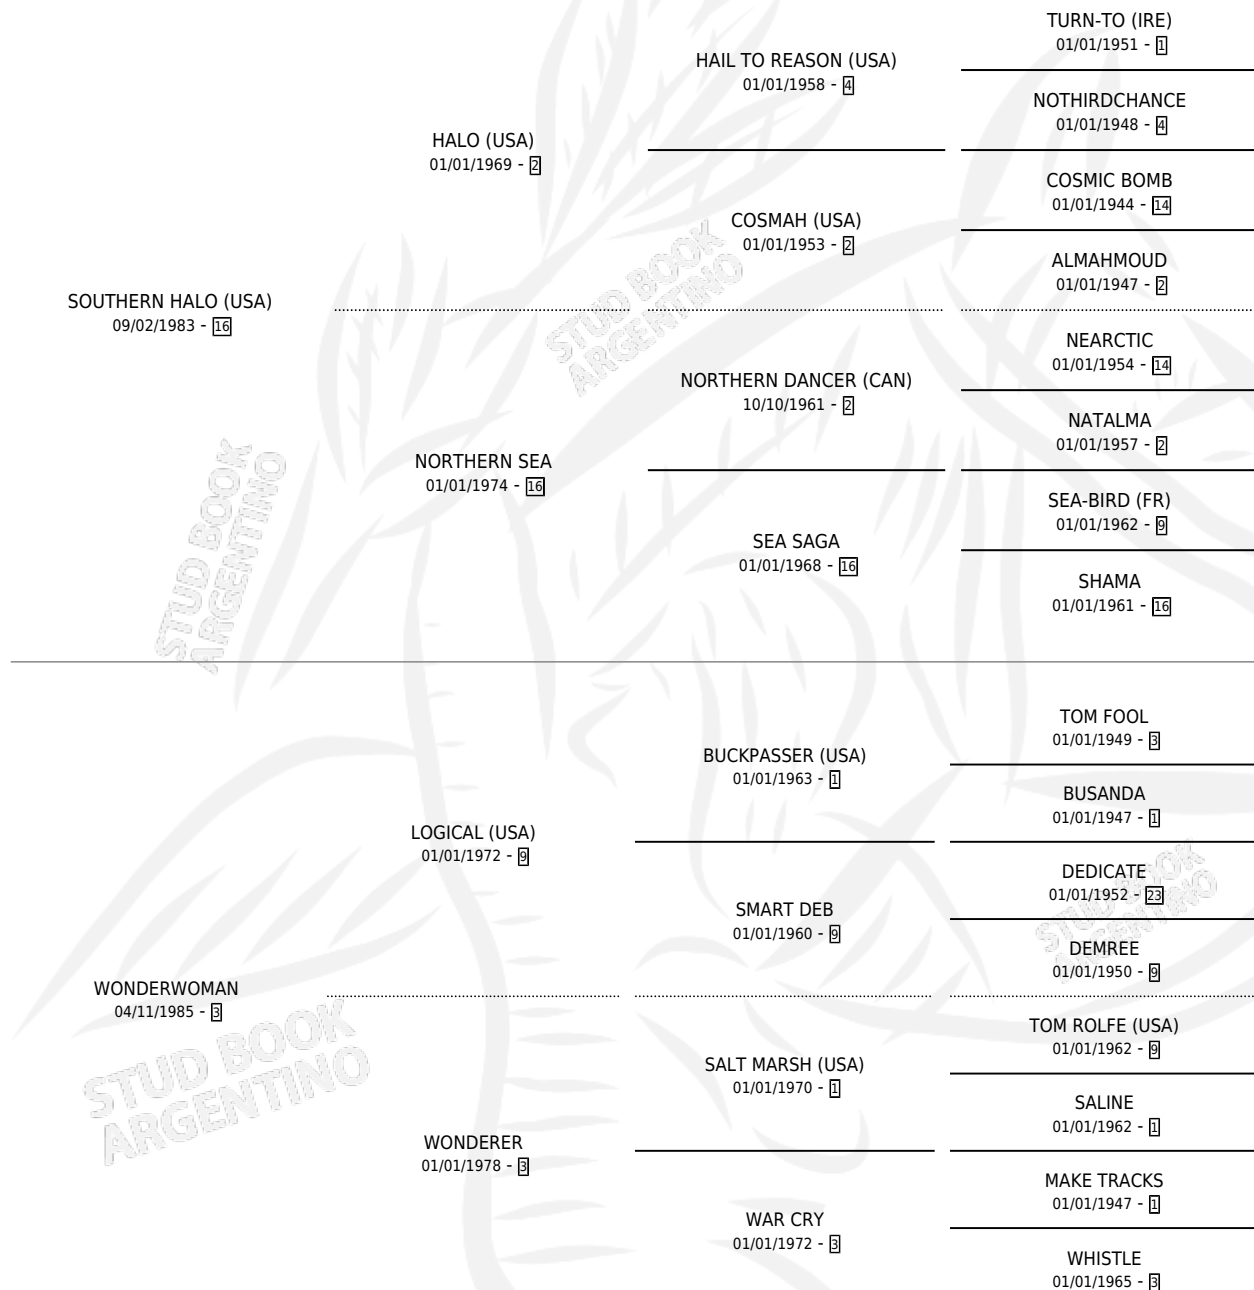 TURN-TO (IRE)
01/01/1951 - 1
HAIL TO REASON (USA)
01/01/1958 - 4
NOTHIRDCHANCE
01/01/1948 - 4
HALO (USA)
01/01/1969 - 2
COSMIC BOMB
01/01/1944 - 14
COSMAH (USA)
01/01/1953 - 2
ALMAHMOUD
01/01/1947 - 2
SOUTHERN HALO (USA)
09/02/1983 - 16
STUD BOOK
ARGENTINO
NEARCTIC
01/01/1954 - 14
NORTHERN DANCER (CAN)
10/10/1961 - 2
NATALMA
01/01/1957 - 2
NORTHERN SEA
01/01/1974 - 16
SEA-BIRD (FR)
01/01/1962 - 9
SEA SAGA
01/01/1968 - 16
SHAMA
01/01/1961 - 16
STUD BOOK
ARGENTINO
TOM FOOL
01/01/1949 - 3
BUCKPASSER (USA)
01/01/1963 - 1
BUSANDA
01/01/1947 - 1
LOGICAL (USA)
01/01/1972 - 9
DEDICATE
01/01/1952 - 23
SMART DEB
01/01/1960 - 9
STUD BOOK
ARGENTINO
DEMREE
01/01/1950 - 9
WONDERWOMAN
04/11/1985 - 3
STUD BOOK
ARGENTINO
TOM ROLFE (USA)
01/01/1962 - 9
SALT MARSH (USA)
01/01/1970 - 1
SALINE
01/01/1962 - 1
WONDERER
01/01/1978 - 3
MAKE TRACKS
01/01/1947 - 1
WAR CRY
01/01/1972 - 3
WHISTLE
01/01/1965 - 3